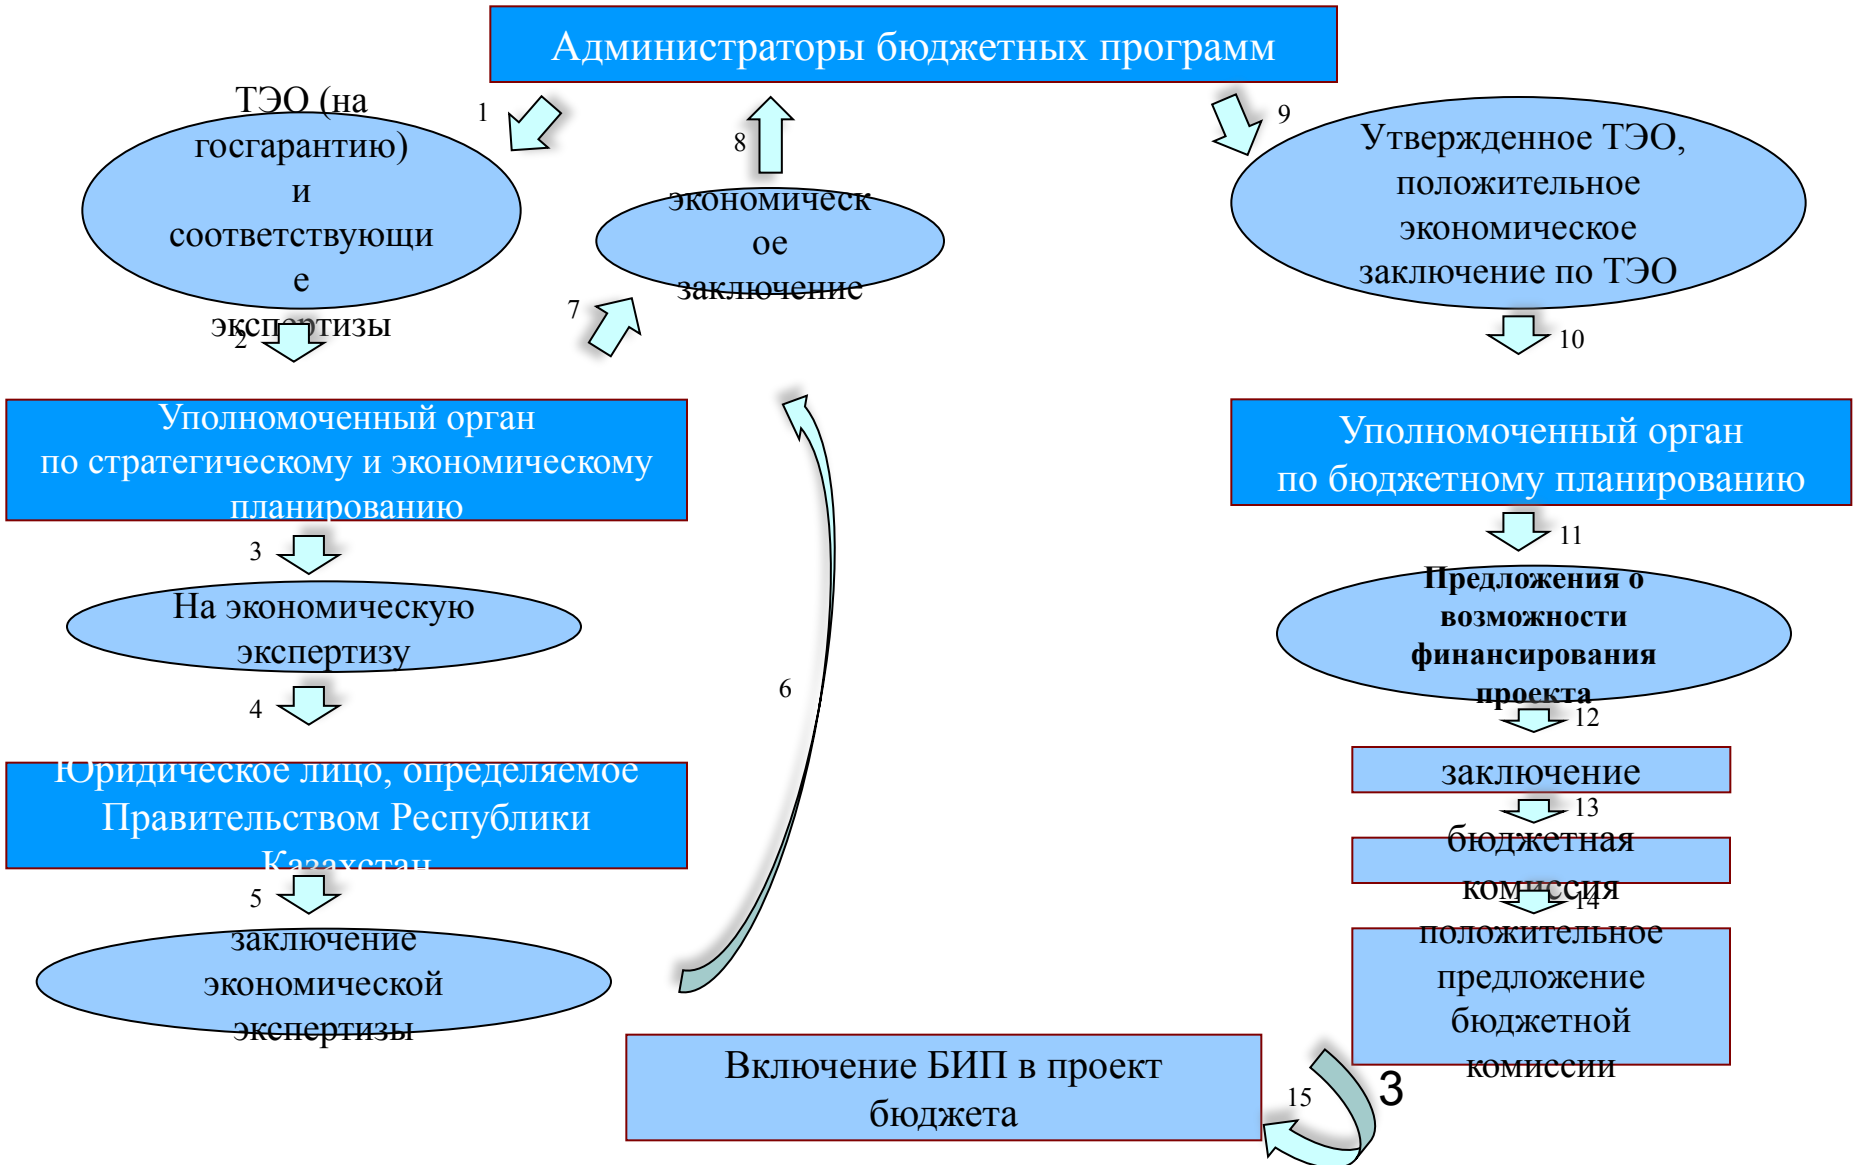 Администраторы бюджетных программ
1
ТЭО (на
госгарантию)
и
соответствующи
е
экспертизы
2
Уполномоченный орган
по стратегическому и экономическому
планированию
3
На экономическую
экспертизу
4
Юридическое лицо, определяемое
Правительством Республики
Казахстан
5
заключение
экономической
экспертизы
6
7
экономическ
ое
заключение
8
9
Утвержденное ТЭО,
положительное
экономическое
заключение по ТЭО
10
Уполномоченный орган
по бюджетному планированию
11
Предложения о
возможности
финансирования
проекта
12
заключение
13
бюджетная
комиссия
14
положительное
предложение
бюджетной
комиссии
15
3
Включение БИП в проект
бюджета